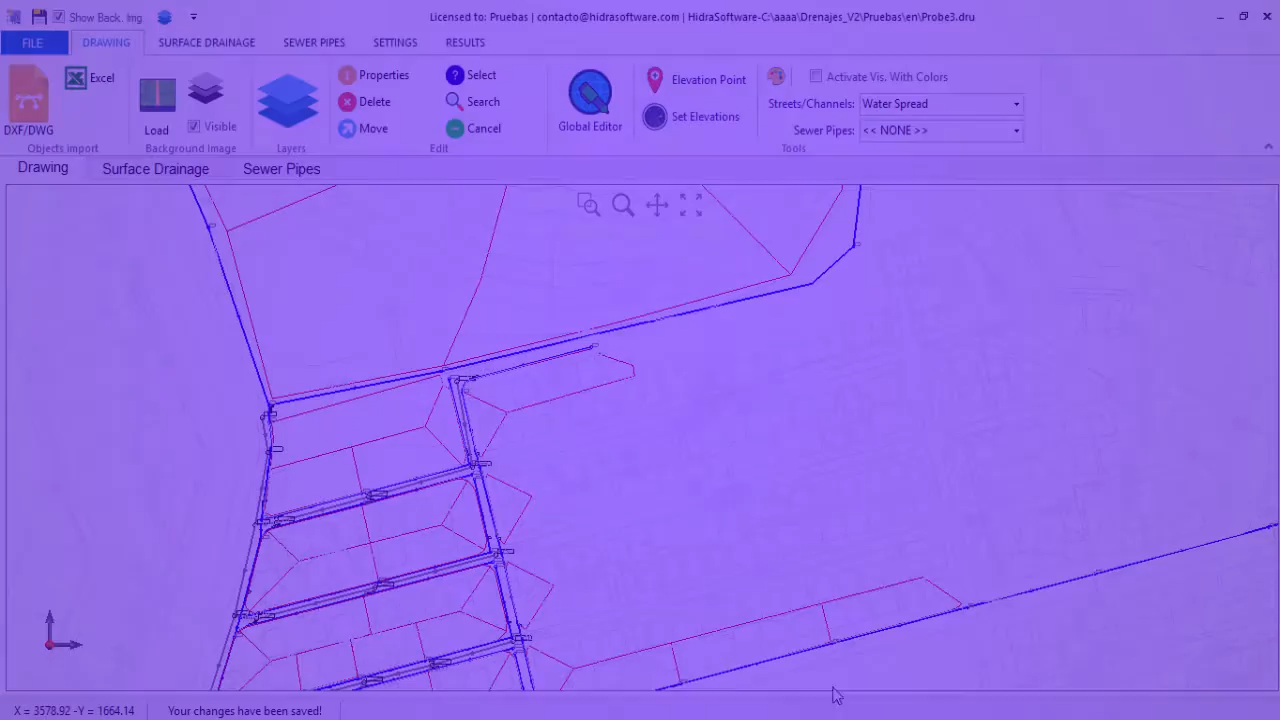 Show Back. Img
Licensed to: Pruebas | contacto@hidrasoftware.com | HidraSoftware-C:\aaaa\Drenajes_V2\Pruebas\en\Probe3.dru
FILE DRAWING SURFACE DRAINAGE SEWER PIPES SETTINGS RESULTS
DXF/DWG
Excel
Objects import
Load
Visible
Background Image
Layers
Properties
Delete
Move
Select
Search
Cancel
Edit
Global Editor
Elevation Point
Set Elevations
Activate Vis. With Colors
Streets/Channels: Water Spread
Sewer Pipes: << NONE >>
Tools
Drawing Surface Drainage Sewer Pipes
X = 3578.92 -Y = 1664.14 Your changes have been saved!